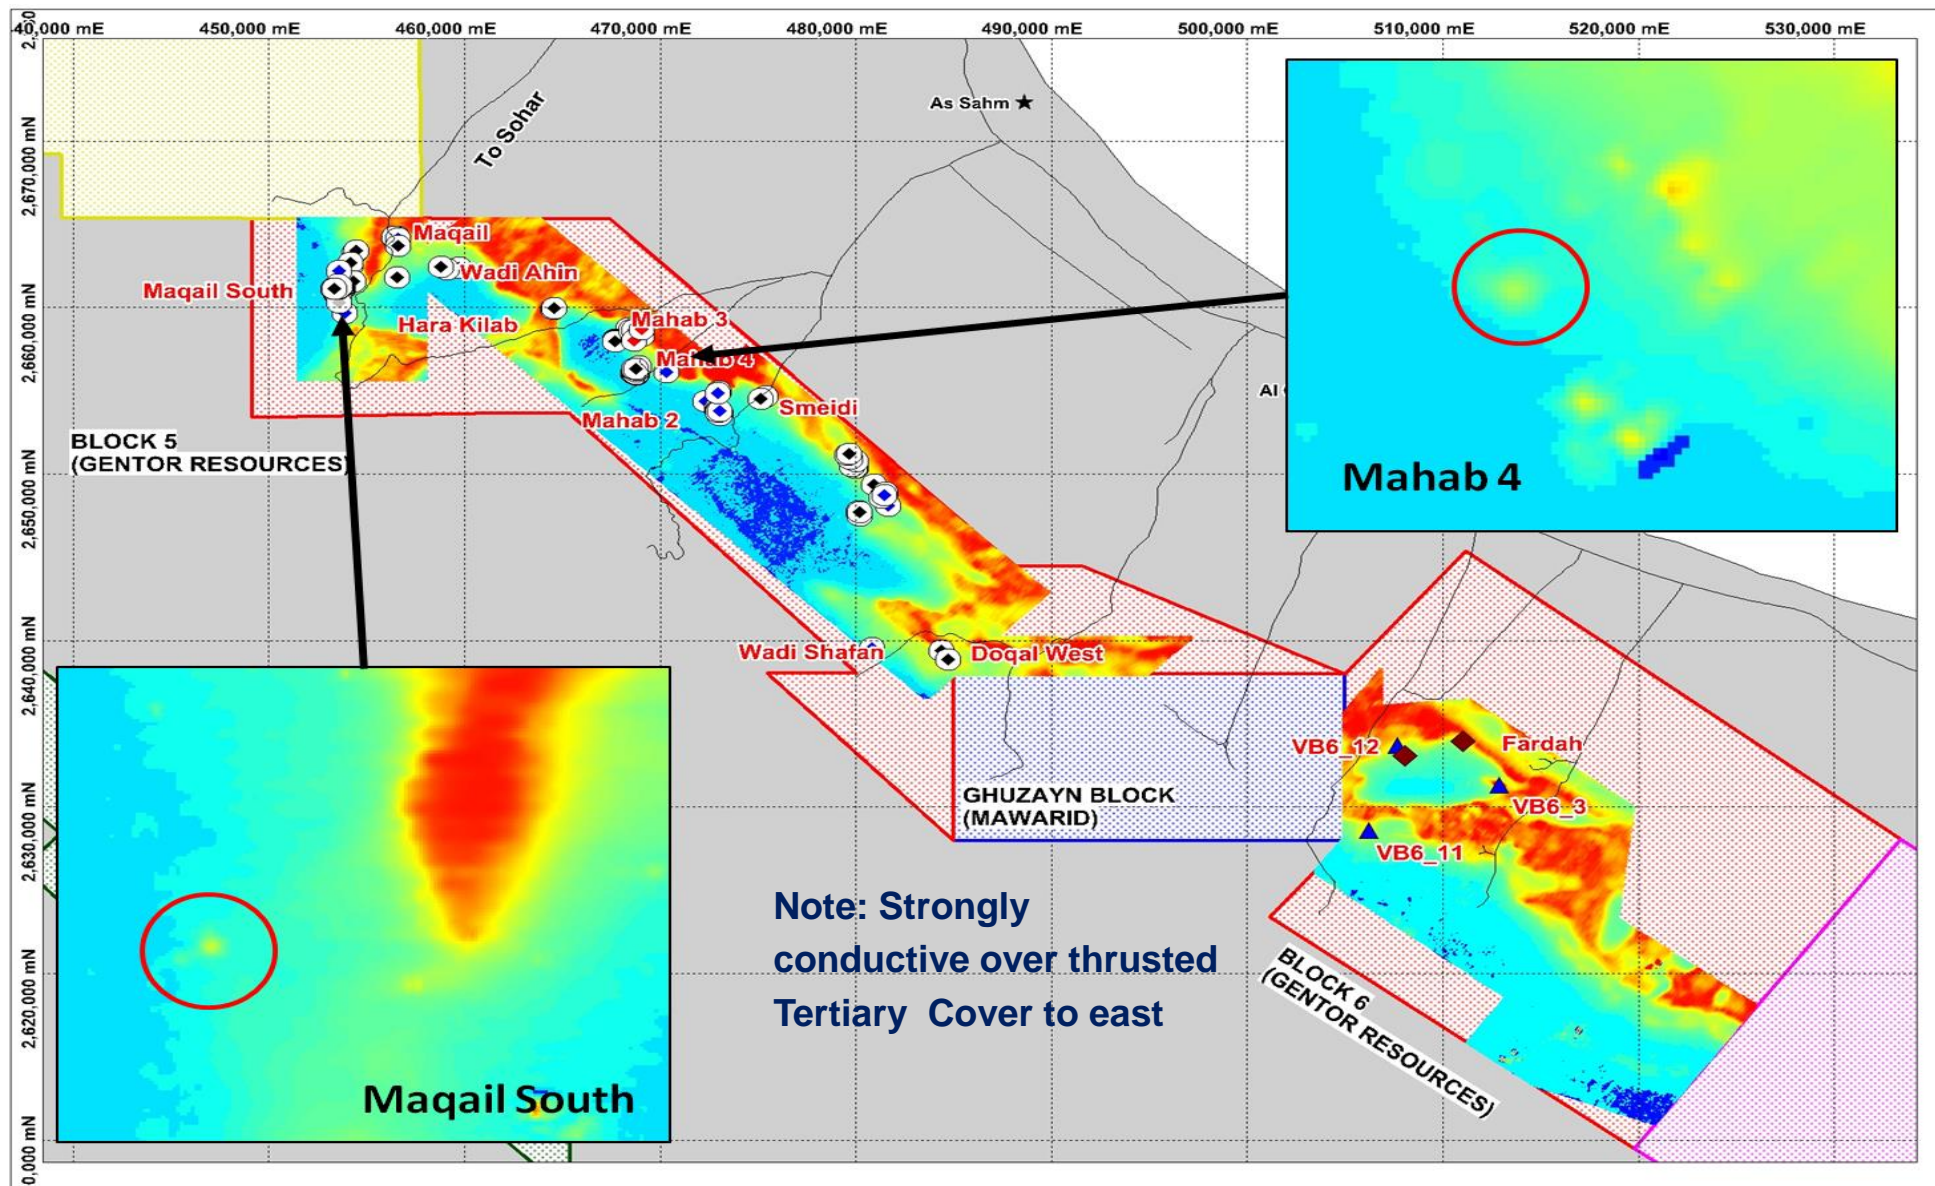 40,000 mE 450,000 mE 460,000 mE 470,000 mE 480,000 mE 490,000 mE 500,000 mE 510,000 mE 520,000 mE 530,000 mE
2,670,000 mN
2,660,000 mN
2,650,000 mN
2,640,000 mN
2,630,000 mN
2,620,000 mN
0,000 mN
To Sohar
As Sahm
Al
Maqail
Wadi Ahin
Maqail South
Hara Kilab
Mahab 3
Mahab 4
Mahab 2
Smeidi
BLOCK 5
(GENTOR RESOURCES)
Mahab 4
Wadi Shafan
Doqal West
VB6_12
Fardah
VB6_3
VB6_11
GHUZAYN BLOCK
(MAWARID)
BLOCK 6
(GENTOR RESOURCES)
Note: Strongly
conductive over thrusted
Tertiary Cover to east
Maqail South